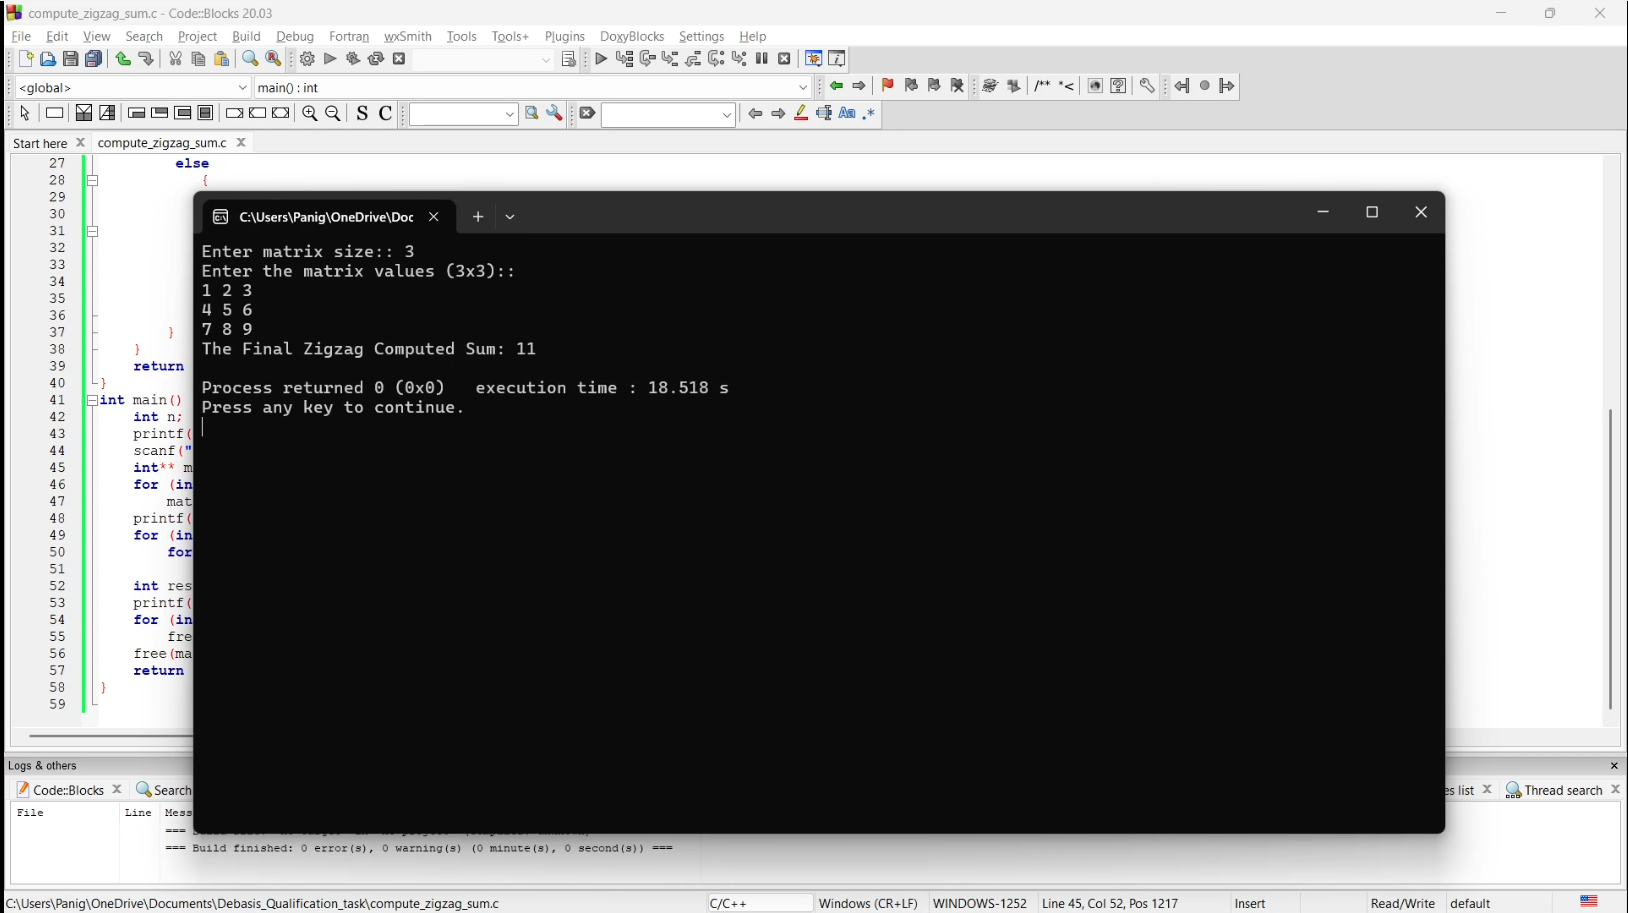 compute_zigzag_sum.c - Code::Blocks 20.03
File Edit View Search Project Build Debug Fortran wxSmith Tools Tools+ Plugins DoxyBlocks Settings Help
<global> main() : int
/** *<
S C Aa .*
Start here compute_zigzag_sum.c
27 else
28 {
29
30
31
32
33
34
35
36
37 }
38 }
39 return
40 }
41 int main()
42 int n;
43 printf(
44 scanf("
45 int** m
46 for (in
47 mat
48 printf(
49 for (in
50 for
51
52 int res
53 printf(
54 for (in
55 fre
56 free(ma
57 return
58 }
59
C:\Users\Panig\OneDrive\Doc
Enter matrix size:: 3
Enter the matrix values (3x3)::
1 2 3
4 5 6
7 8 9
The Final Zigzag Computed Sum: 11
Process returned 0 (0x0)   execution time : 18.518 s
Press any key to continue.
Logs & others
Code::Blocks Search es list Thread search
File Line Mess
===
=== Build finished: 0 error(s), 0 warning(s) (0 minute(s), 0 second(s)) ===
C:\Users\Panig\OneDrive\Documents\Debasis_Qualification_task\compute_zigzag_sum.c C/C++ Windows (CR+LF) WINDOWS-1252 Line 45, Col 52, Pos 1217 Insert Read/Write default